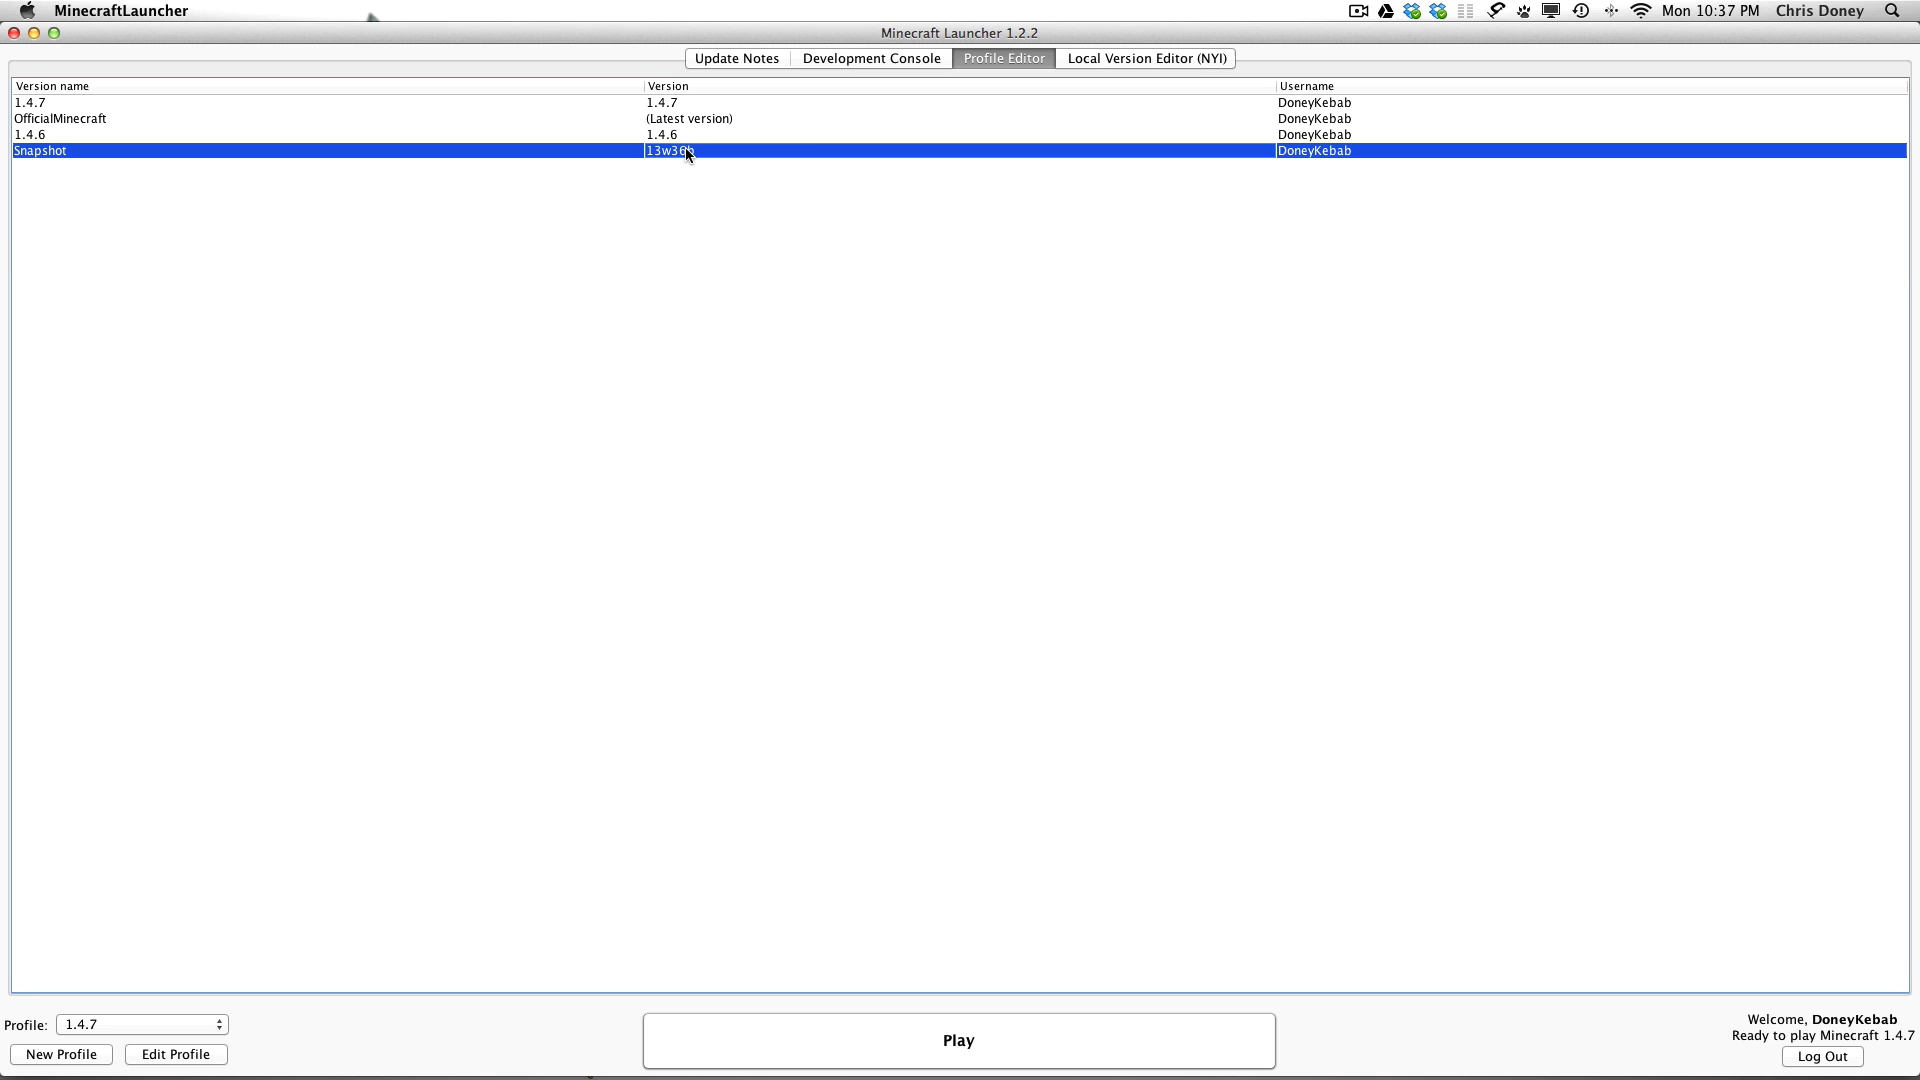 MinecraftLauncher
Mon 10:37 PM Chris Doney
Minecraft Launcher 1.2.2
Update Notes Development Console Profile Editor Local Version Editor (NYI)
Version name Version Username
1.4.7 1.4.7 DoneyKebab
OfficialMinecraft (Latest version) DoneyKebab
1.4.6 1.4.6 DoneyKebab
Snapshot 13w36b DoneyKebab
Profile: 1.4.7
New Profile Edit Profile
Play
Welcome, DoneyKebab
Ready to play Minecraft 1.4.7
Log Out